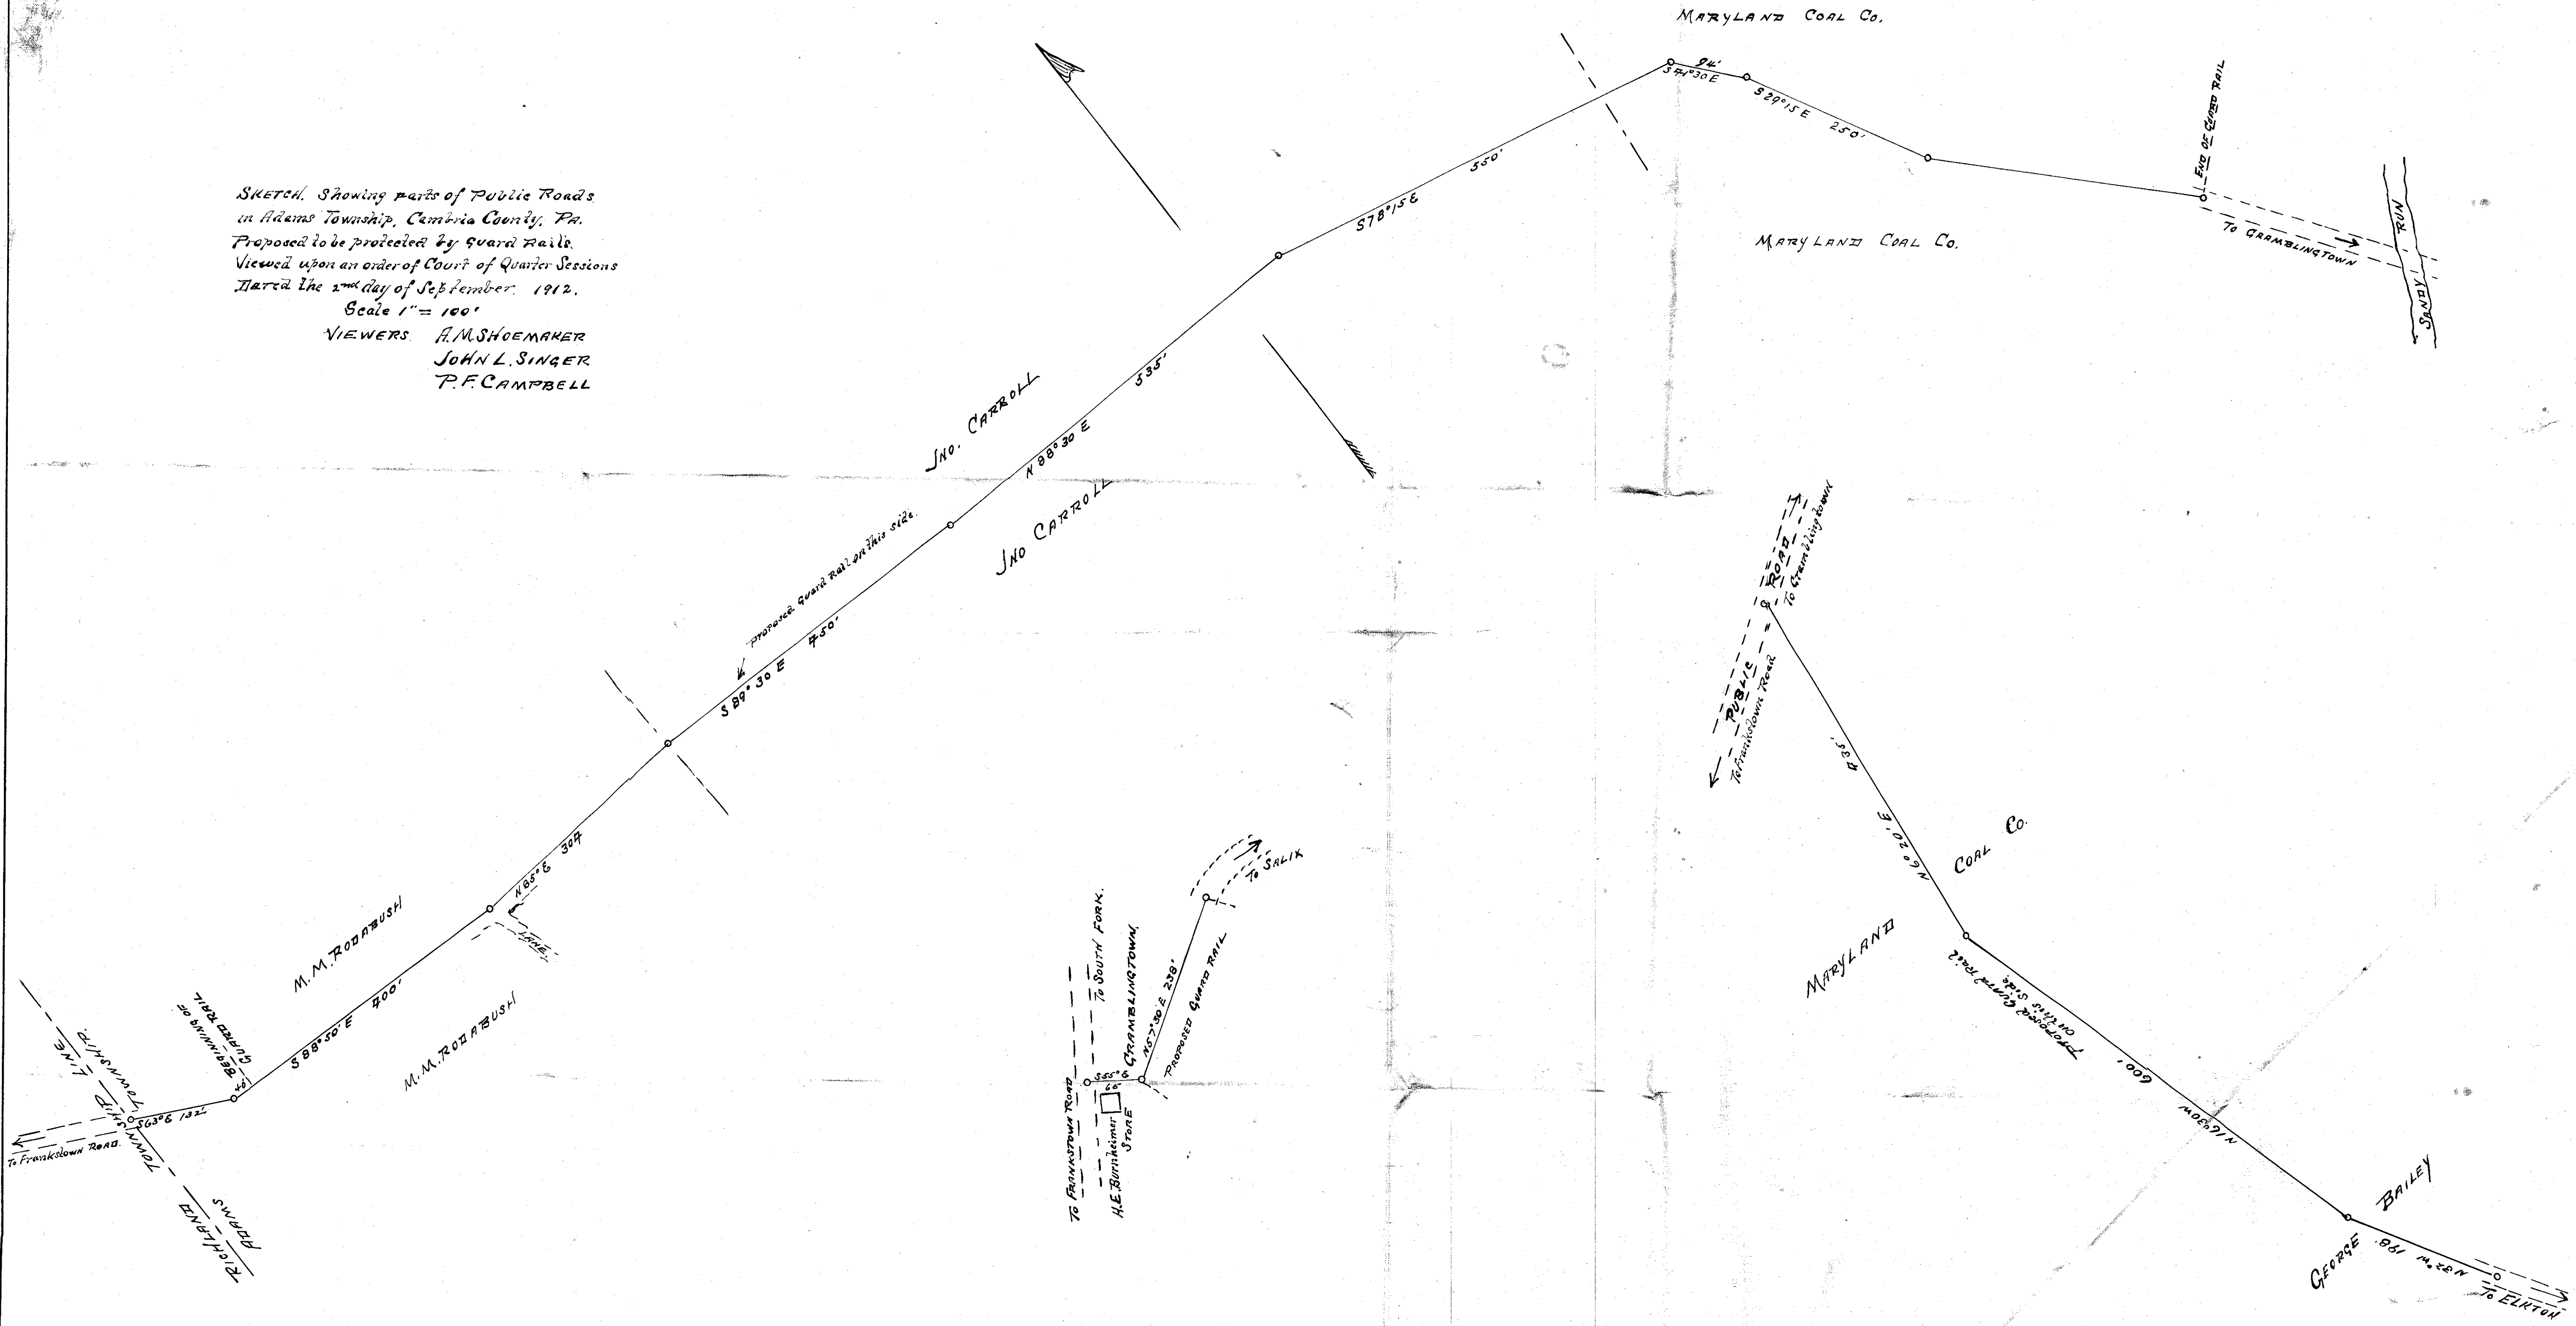 SKETCH. Showing parts of Public Roads
in Adams Township, Cambria County, Pa.
Proposed to be protected by Guard Rails.
Viewed upon an order of Court of Quarter Sessions
Dated the 2nd day of September. 1912.
Scale 1" = 100'
VIEWERS. A.M. SHOEMAKER
JOHN L. SINGER
P.F. CAMPBELL
MARYLAND COAL CO.
94'
S 29° 15 E 250'
END OF GUARD RAIL
TO GRAMBLINGTOWN
SANDY RUN
MARYLAND COAL CO.
S 78° 15 E 550'
N 88° 30 E 535'
JNO. CARROLL
JNO CARROLL
Proposed Guard Rail on this side.
S 89° 30 E 450'
N 85° E 304
LANE
M. M. RODABUSH
M. M. RODABUSH
S 88° 50' E 400'
BEGINNING OF
GUARD RAIL
40'
S 63° E 132'
To Frankstown ROAD.
TOWNSHIP LINE
TOWNSHIP.
RICHLAND
ADAMS
TO FRANKSTOWN ROAD
TO SOUTH FORK.
GRAMBLINGTOWN.
S 55° E
66'
H.E. Burnheimer
STORE
N 57° 30' E 238'
PROPOSED GUARD RAIL
TO SALIX
PUBLIC ROAD
To Gramblingtown
To Frankstown Road
435'
N 6° 20' E
MARYLAND COAL Co.
Proposed Guard Rail
on this side
600'
N 16° 30 W
GEORGE BAILEY
N 32° W 198'
To ELKTON